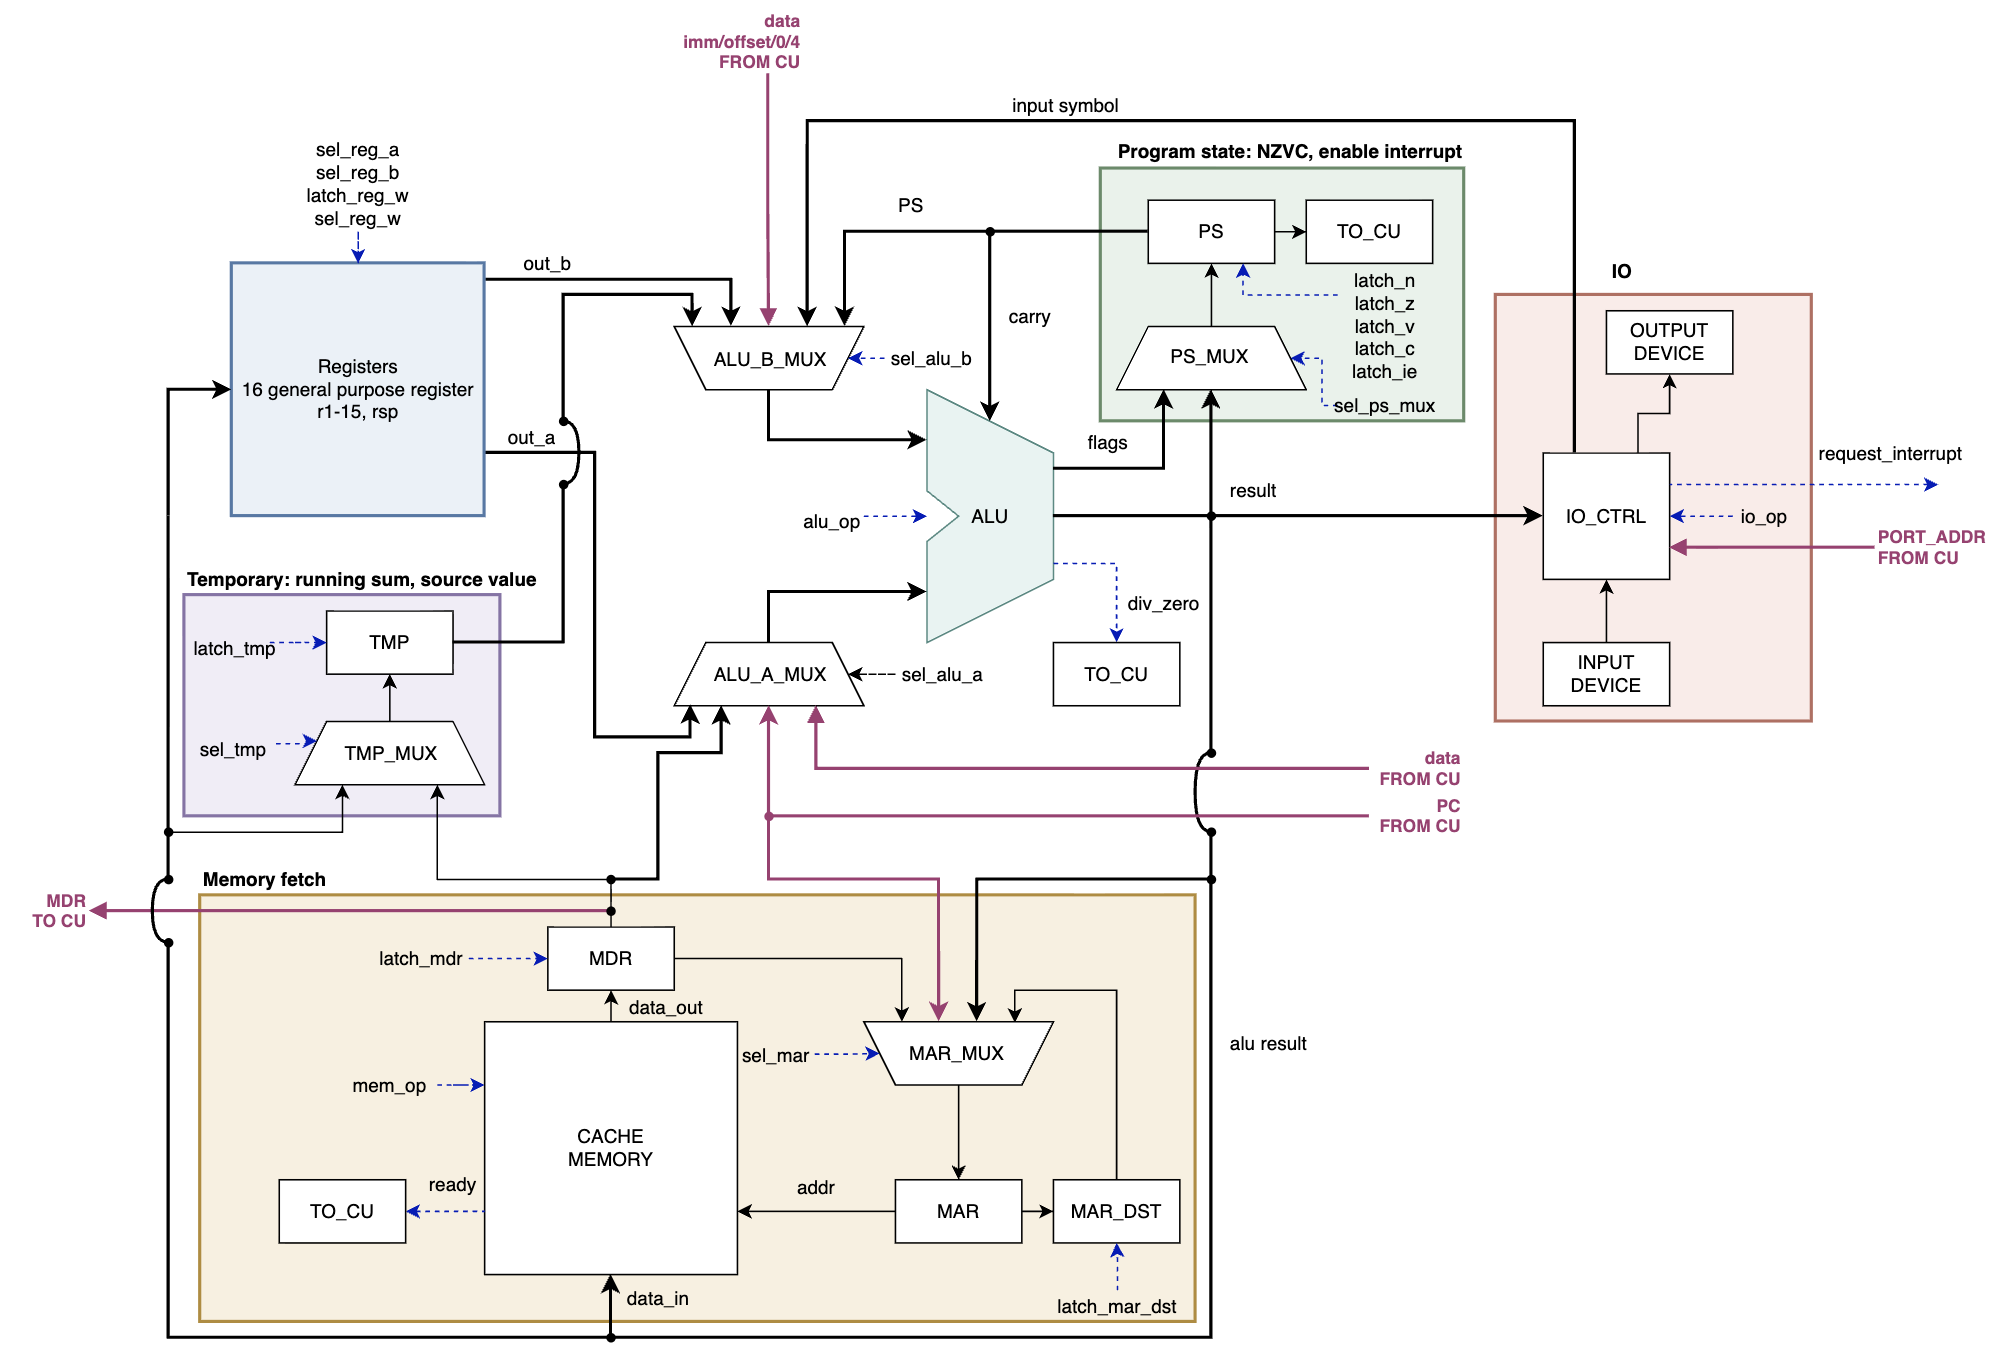 data
imm/offset/0/4
FROM CU
input symbol
sel_reg_a
sel_reg_b
latch_reg_w
sel_reg_w
Program state: NZVC, enable interrupt
PS
PS
TO_CU
out_b
IO
latch_n
latch_z
latch_v
latch_c
latch_ie
carry
OUTPUT
DEVICE
ALU_B_MUX
sel_alu_b
PS_MUX
sel_ps_mux
Registers
16 general purpose register
r1-15, rsp
out_a
flags
request_interrupt
result
alu_op
ALU
IO_CTRL
io_op
PORT_ADDR
FROM CU
Temporary: running sum, source value
div_zero
latch_tmp
TMP
ALU_A_MUX
sel_alu_a
TO_CU
INPUT
DEVICE
sel_tmp
TMP_MUX
data
FROM CU
PC
FROM CU
Memory fetch
MDR
TO CU
latch_mdr
MDR
data_out
sel_mar
MAR_MUX
alu result
mem_op
CACHE
MEMORY
ready
addr
TO_CU
MAR
MAR_DST
data_in
latch_mar_dst